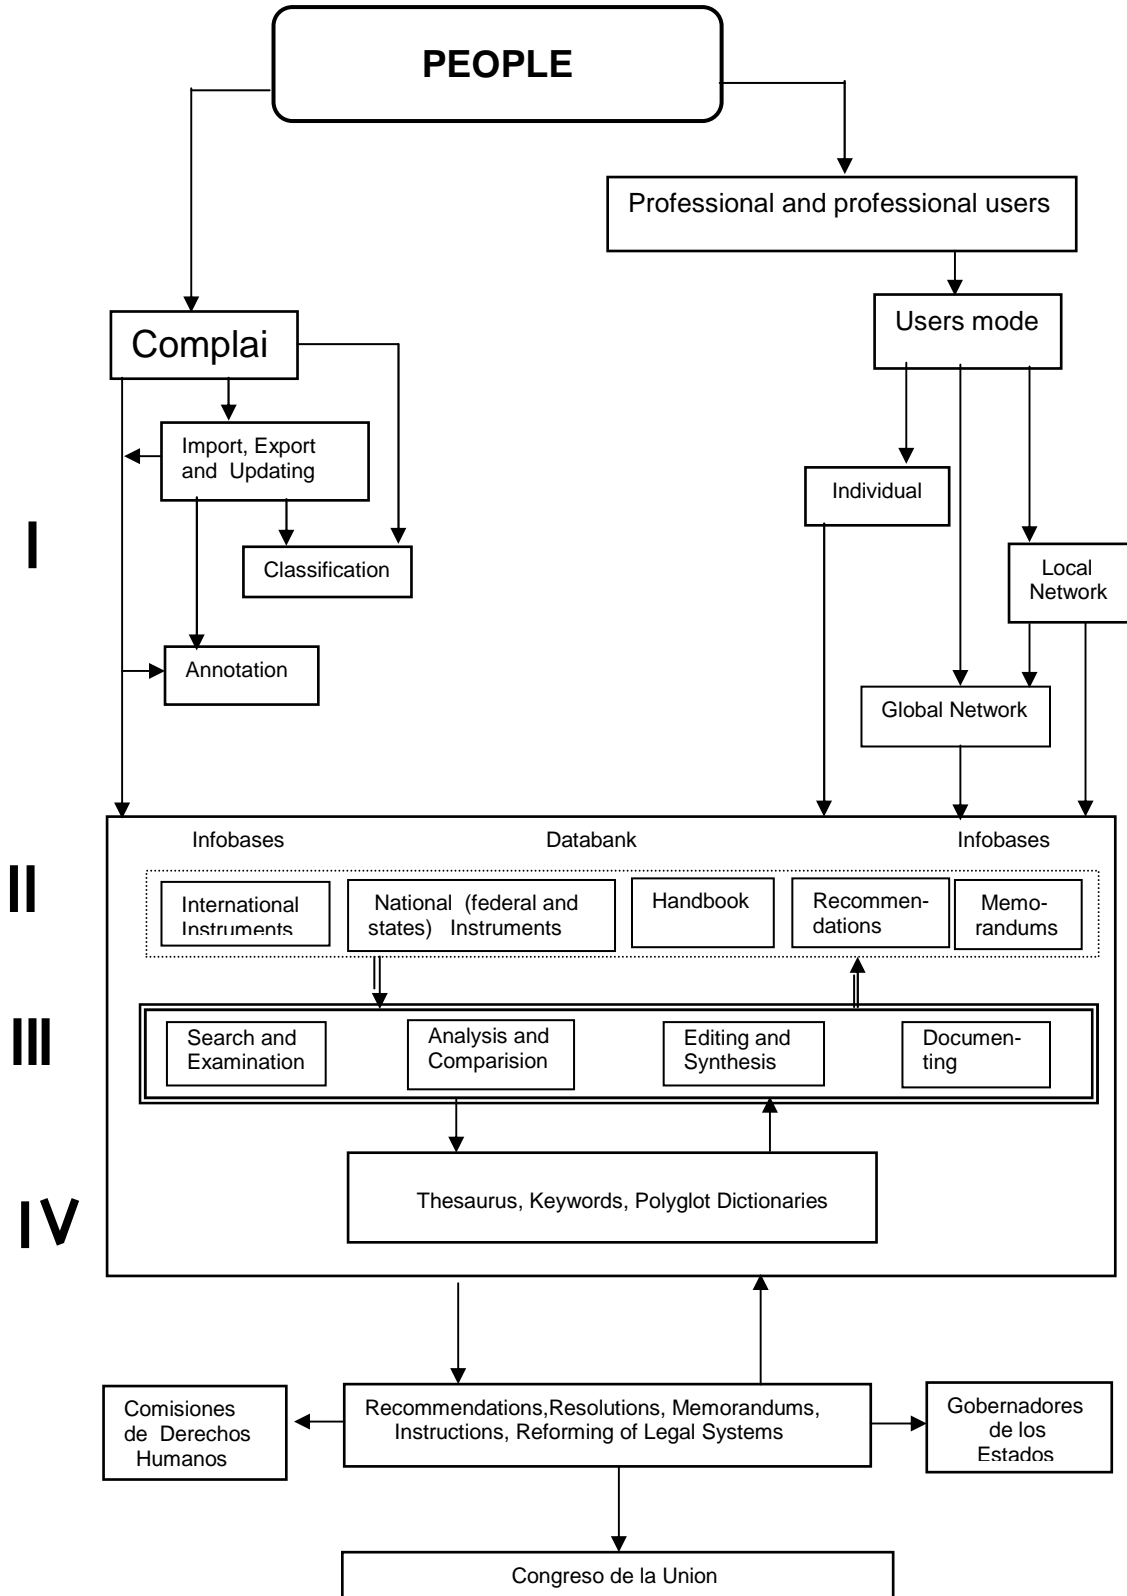 PEOPLE
Professional and professional users
Complai
Users mode
Import, Export
and Updating
Individual
I
Classification
Local
Network
Annotation
Global Network
Infobases
Databank
Infobases
II
International
Instruments
National (federal and
states) Instruments
Handbook
Recommen-
dations
Memo-
randums
III
Search and
Examination
Analysis and
Comparision
Editing and
Synthesis
Documen-
ting
IV
Thesaurus, Keywords, Polyglot Dictionaries
Comisiones
de Derechos
Humanos
Recommendations,Resolutions, Memorandums,
Instructions, Reforming of Legal Systems
Gobernadores
de los
Estados
Congreso de la Union